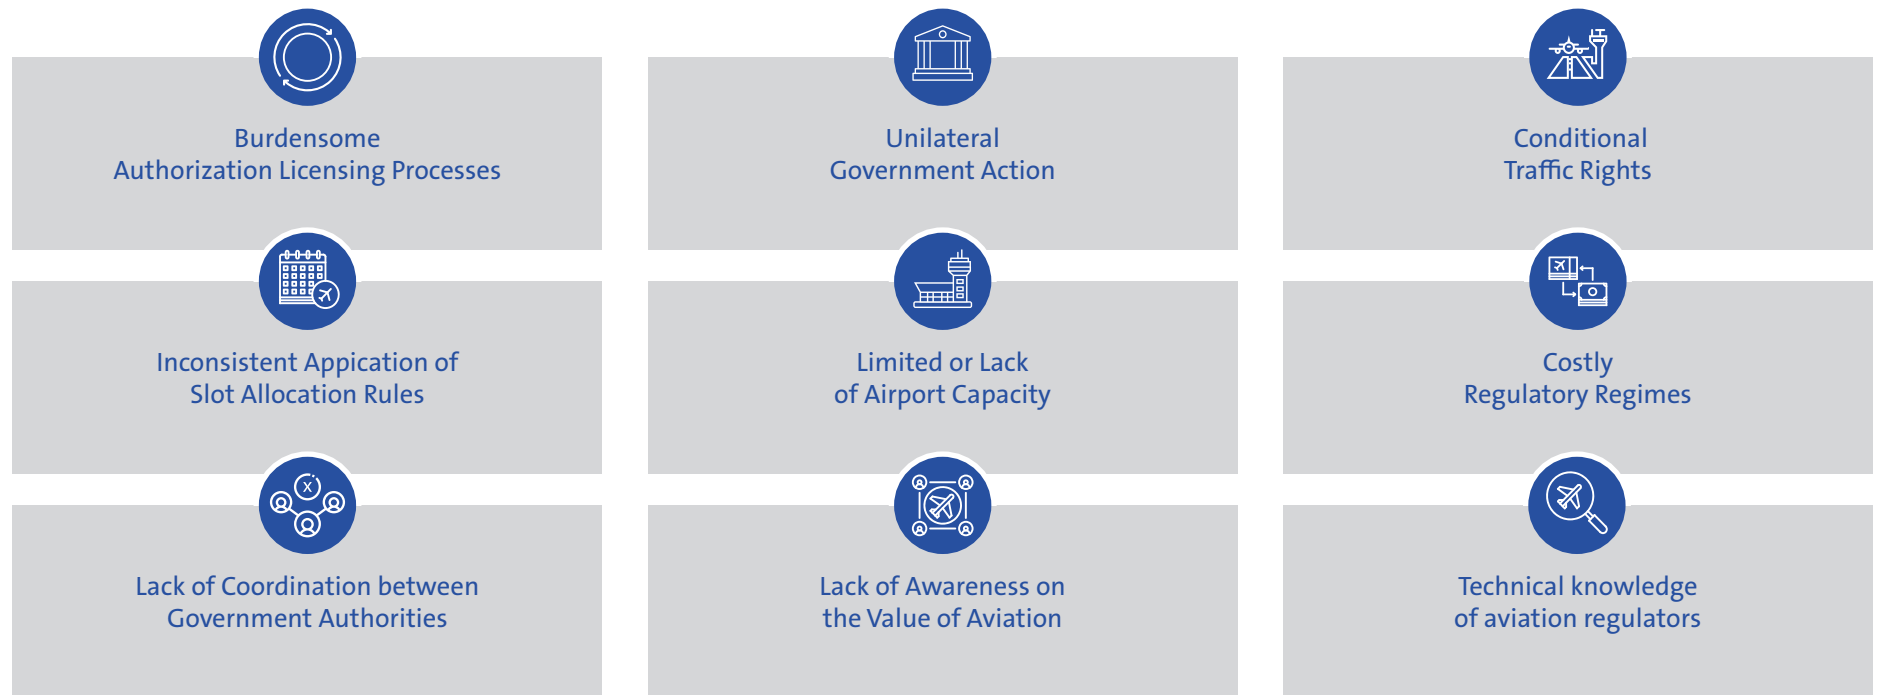 Burdensome
Authorization Licensing Processes
Unilateral
Government Action
Conditional
Traffic Rights
Inconsistent Appication of
Slot Allocation Rules
Limited or Lack
of Airport Capacity
Costly
Regulatory Regimes
X
Lack of Coordination between
Government Authorities
Lack of Awareness on
the Value of Aviation
Technical knowledge
of aviation regulators